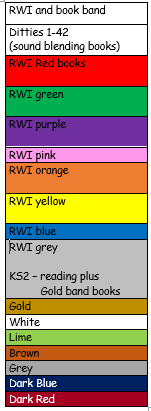 RWI and book band
Ditties 1-42
(sound blending books)
RWI Red books
RWI green
RWI purple
RWI pink
RWI orange
RWI yellow
RWI blue
RWI grey
KS2 – reading plus
Gold band books
Gold
White
Lime
Brown
Grey
Dark Blue
Dark Red